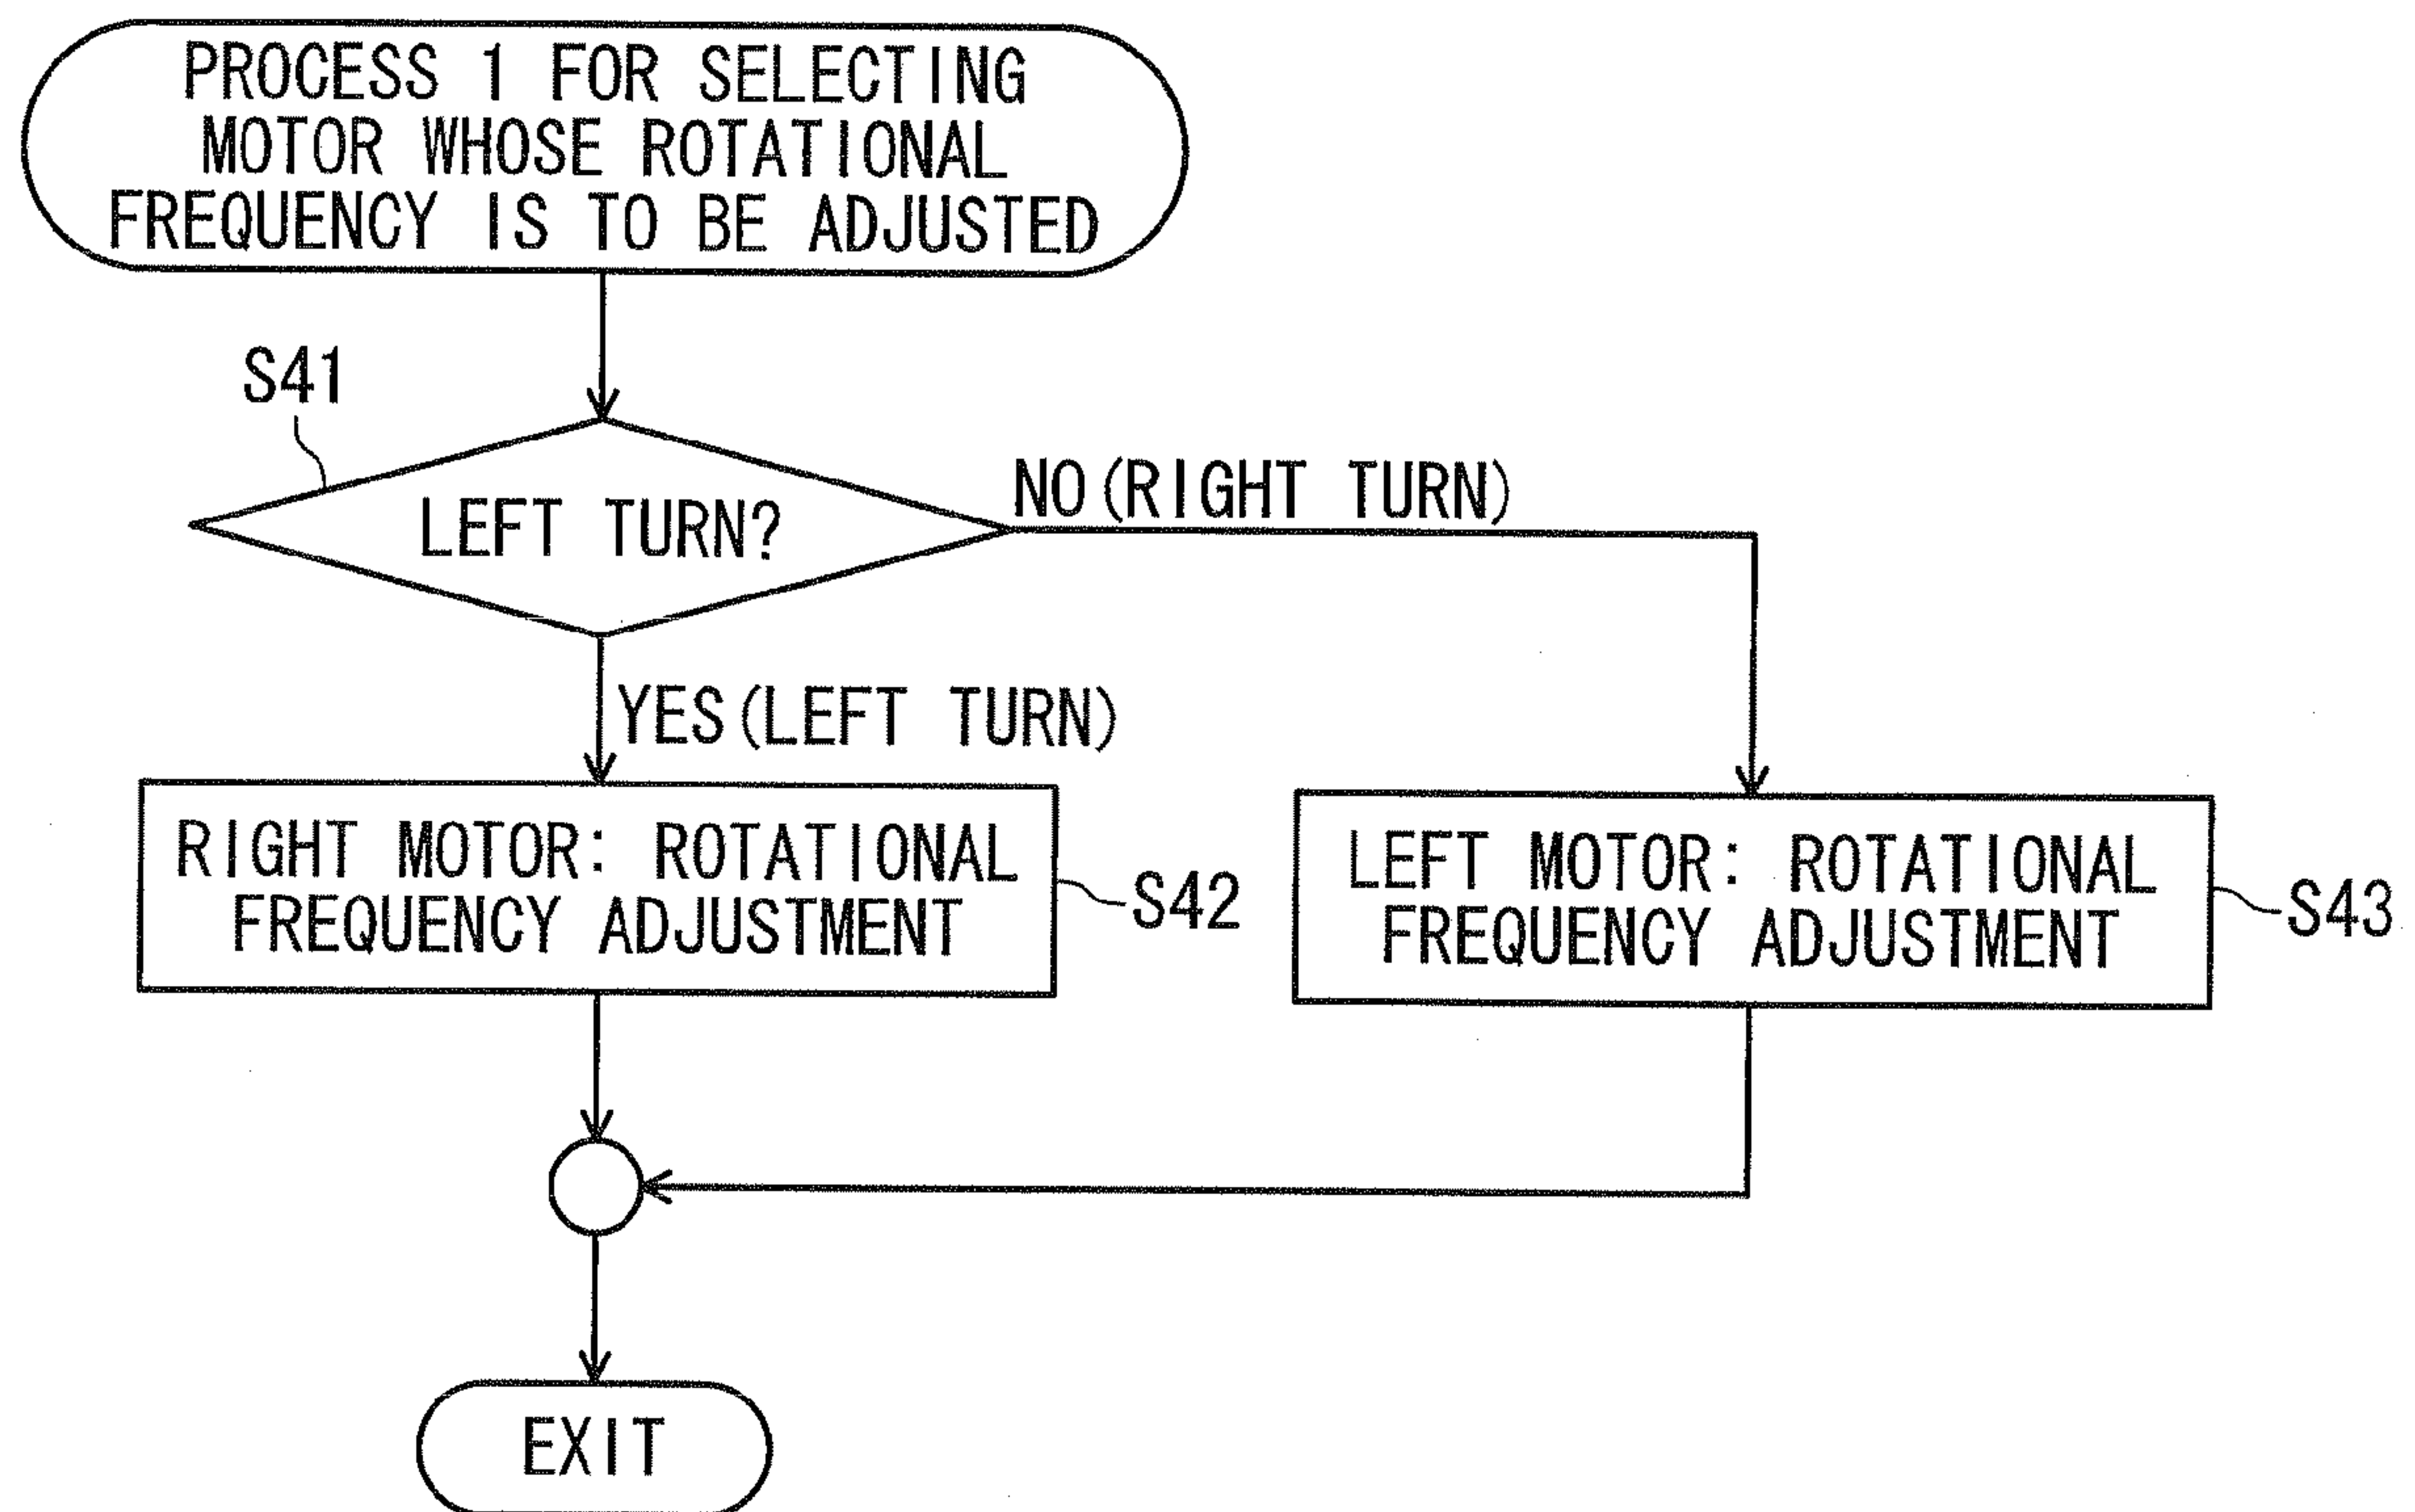 PROCESS 1 FOR SELECTING
MOTOR WHOSE ROTATIONAL
FREQUENCY IS TO BE ADJUSTED
S41
LEFT TURN?
NO(RIGHT TURN)
YES(LEFT TURN)
RIGHT MOTOR: ROTATIONAL
FREQUENCY ADJUSTMENT
S42
LEFT MOTOR: ROTATIONAL
FREQUENCY ADJUSTMENT
S43
EXIT